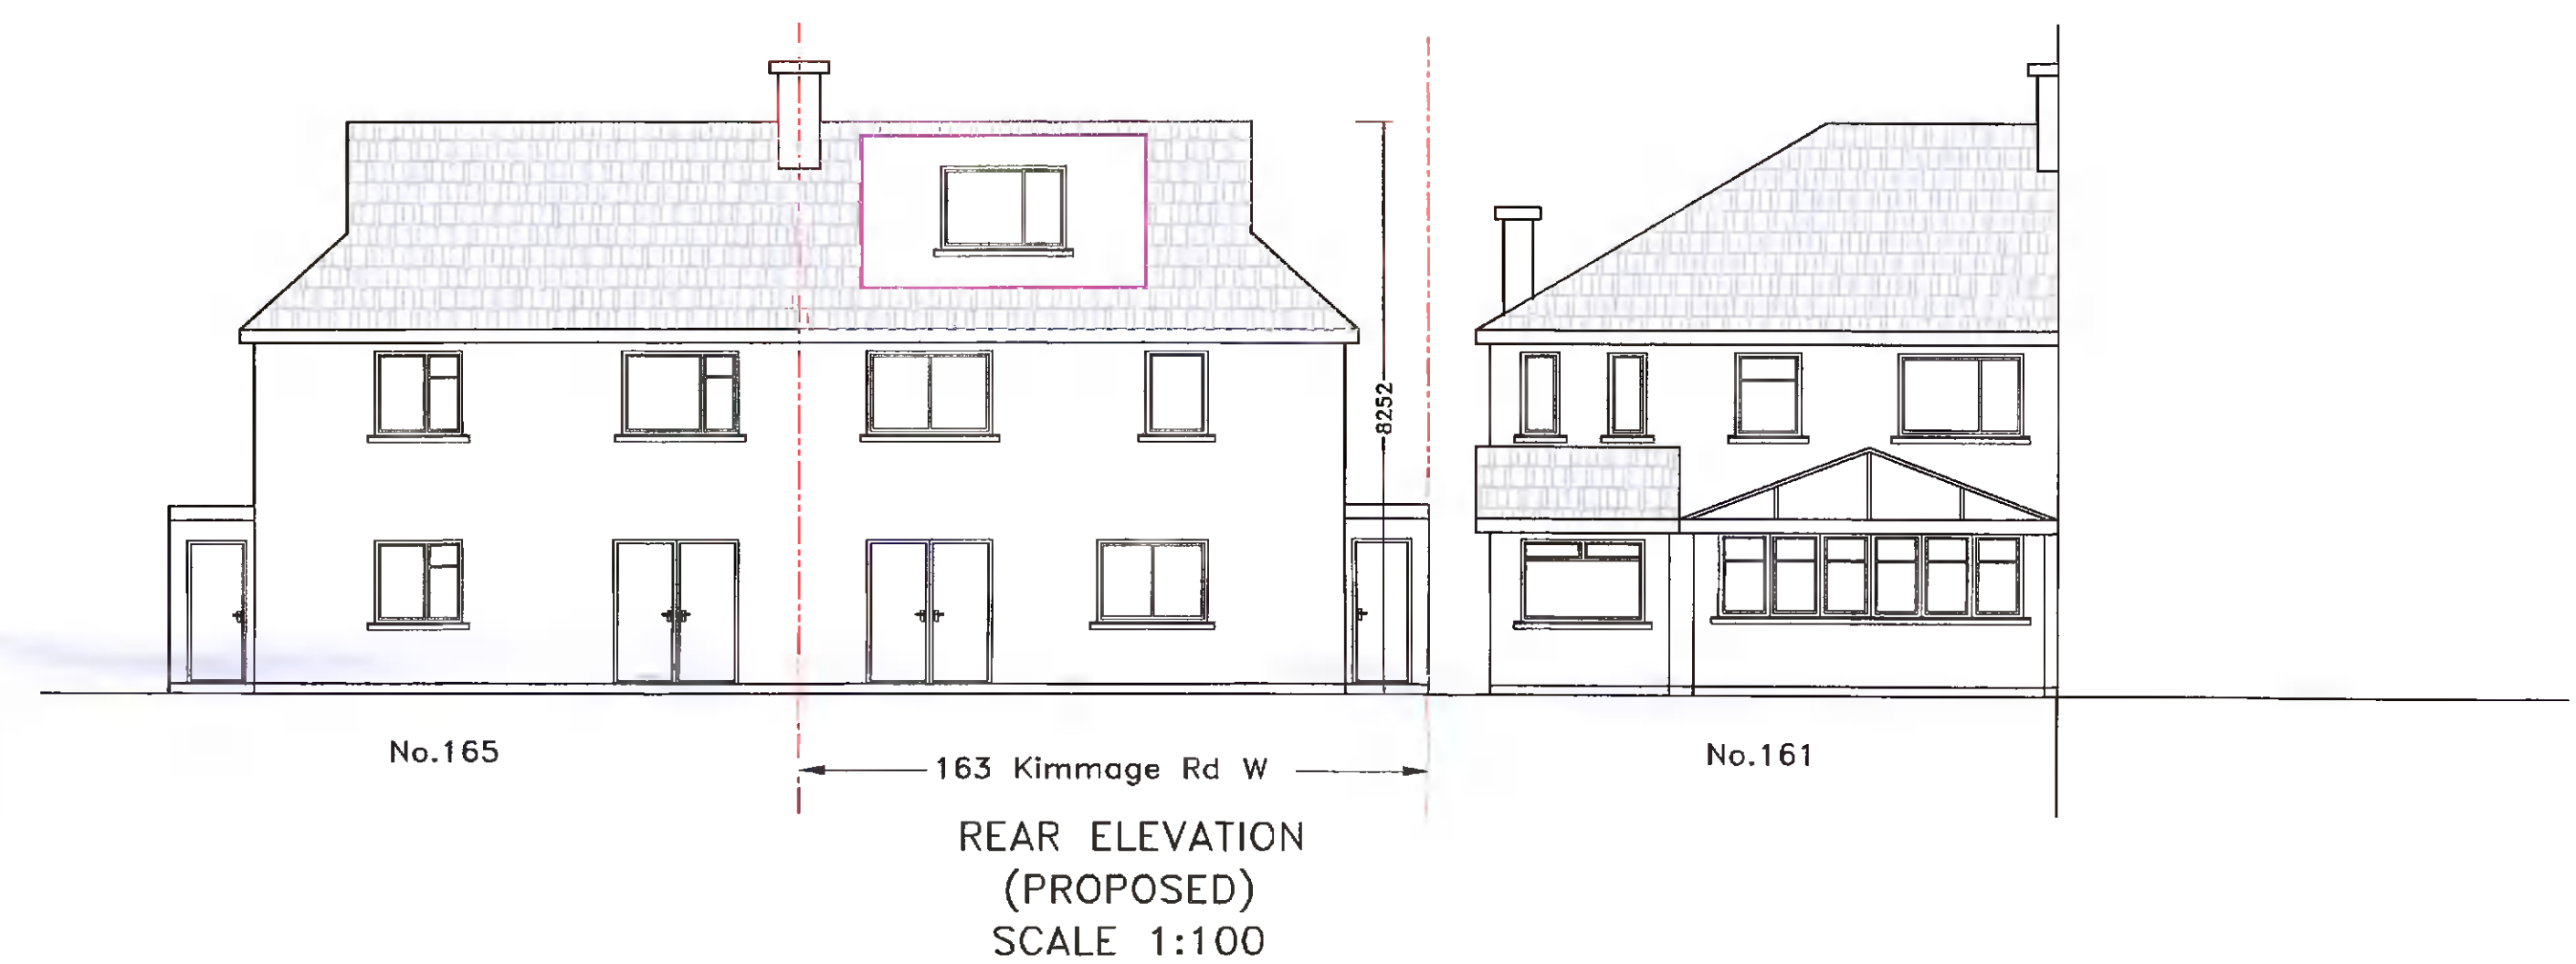 8252
No.165
163 Kimmage Rd W
No.161
REAR ELEVATION
(PROPOSED)
SCALE 1:100